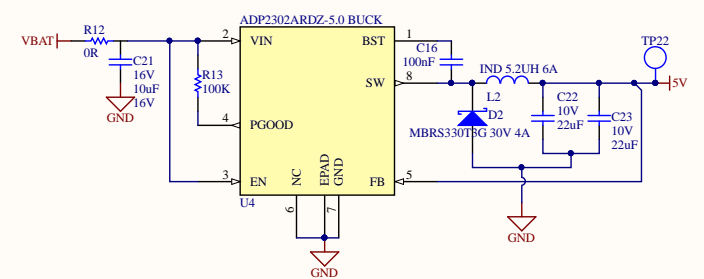 ADP2302ARDZ-5.0 BUCK
R12
VBAT
0R
C21
16V
10uF
16V
GND
R13
100K
2
VIN
4
PGOOD
3
EN
U4
NC
EPAD
GND
6
7
GND
BST
1
SW
8
FB
5
C16
100nF
IND 5.2UH 6A
L2
D2
MBRS330T3G 30V 4A
C22
10V
22uF
C23
10V
22uF
GND
TP22
5V